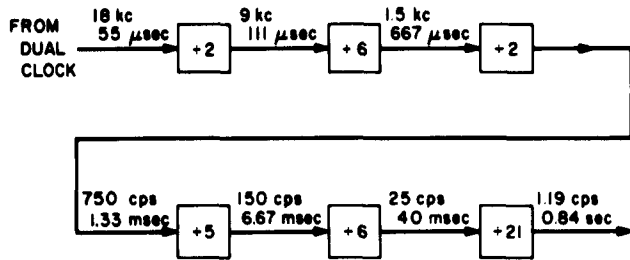 FROM DUAL CLOCK
18 kc
55 μsec
÷2
9 kc
111 μsec
÷6
1.5 kc
667 μsec
÷2
750 cps
1.33 msec
÷5
150 cps
6.67 msec
÷6
25 cps
40 msec
÷21
1.19 cps
0.84 sec